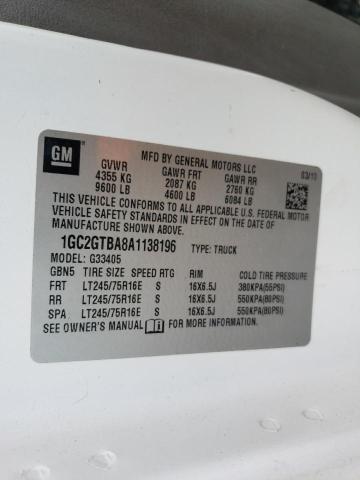 GM
MFD BY GENERAL MOTORS LLC
03/10
GVWR GAWR FRT GAWR RR
4355 KG 2087 KG 2760 KG
9600 LB 4600 LB 6084 LB
THIS VEHICLE CONFORMS TO ALL APPLICABLE U.S. FEDERAL MOTOR
VEHICLE SAFETY STANDARDS IN EFFECT ON THE DATE OF
MANUFACTURE SHOWN ABOVE.
1GC2GTBA8A1138196 TYPE: TRUCK
MODEL: G33405
GBN5 TIRE SIZE SPEED RTG RIM COLD TIRE PRESSURE
FRT LT245/75R16E S 16X6.5J 380KPA(55PSI)
RR LT245/75R16E S 16X6.5J 550KPA(80PSI)
SPA LT245/75R16E S 16X6.5J 550KPA(80PSI)
SEE OWNER'S MANUAL FOR MORE INFORMATION.